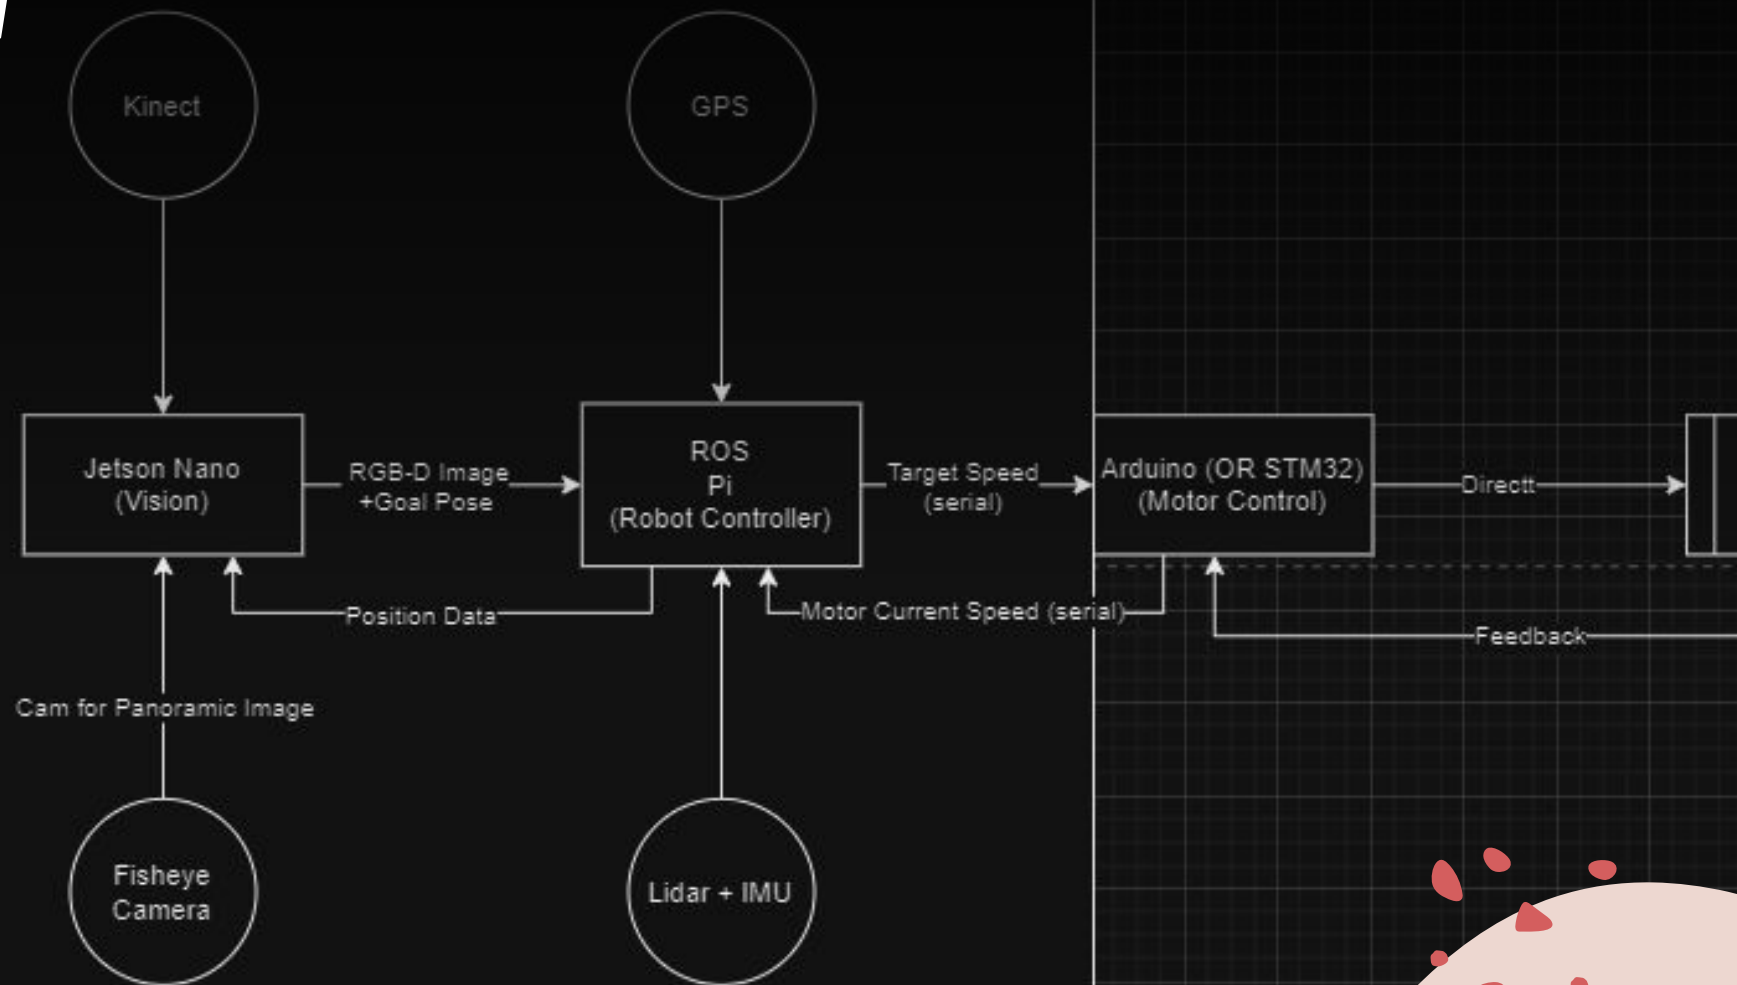 Kinect
GPS
Jetson Nano
(Vision)
RGB-D Image
+Goal Pose
ROS
Pi
(Robot Controller)
Target Speed
(serial)
Arduino (OR STM32)
(Motor Control)
Directt
Position Data
Motor Current Speed (serial)
Feedback
Cam for Panoramic Image
Fisheye
Camera
Lidar + IMU